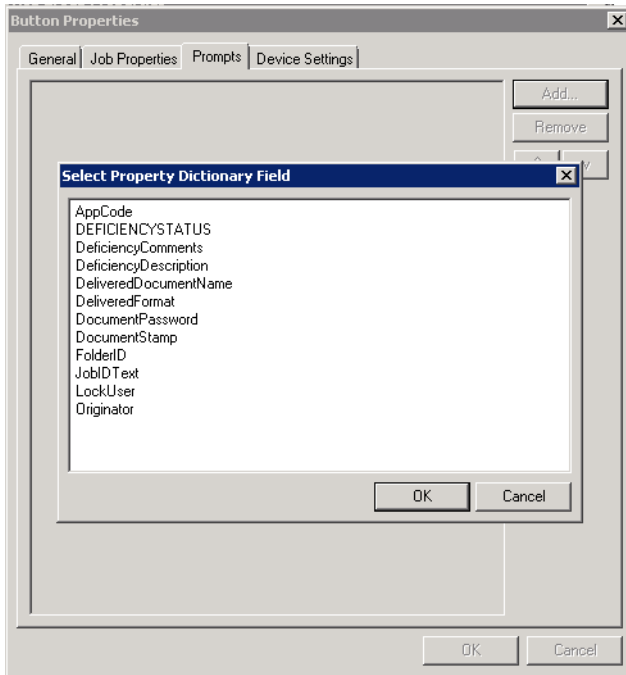 Button Properties
General Job Properties Prompts Device Settings
Add...
Remove
Select Property Dictionary Field
AppCode
DEFICIENCYSTATUS
DeficiencyComments
DeficiencyDescription
DeliveredDocumentName
DeliveredFormat
DocumentPassword
DocumentStamp
FolderID
JobIDText
LockUser
Originator
OK Cancel
OK Cancel